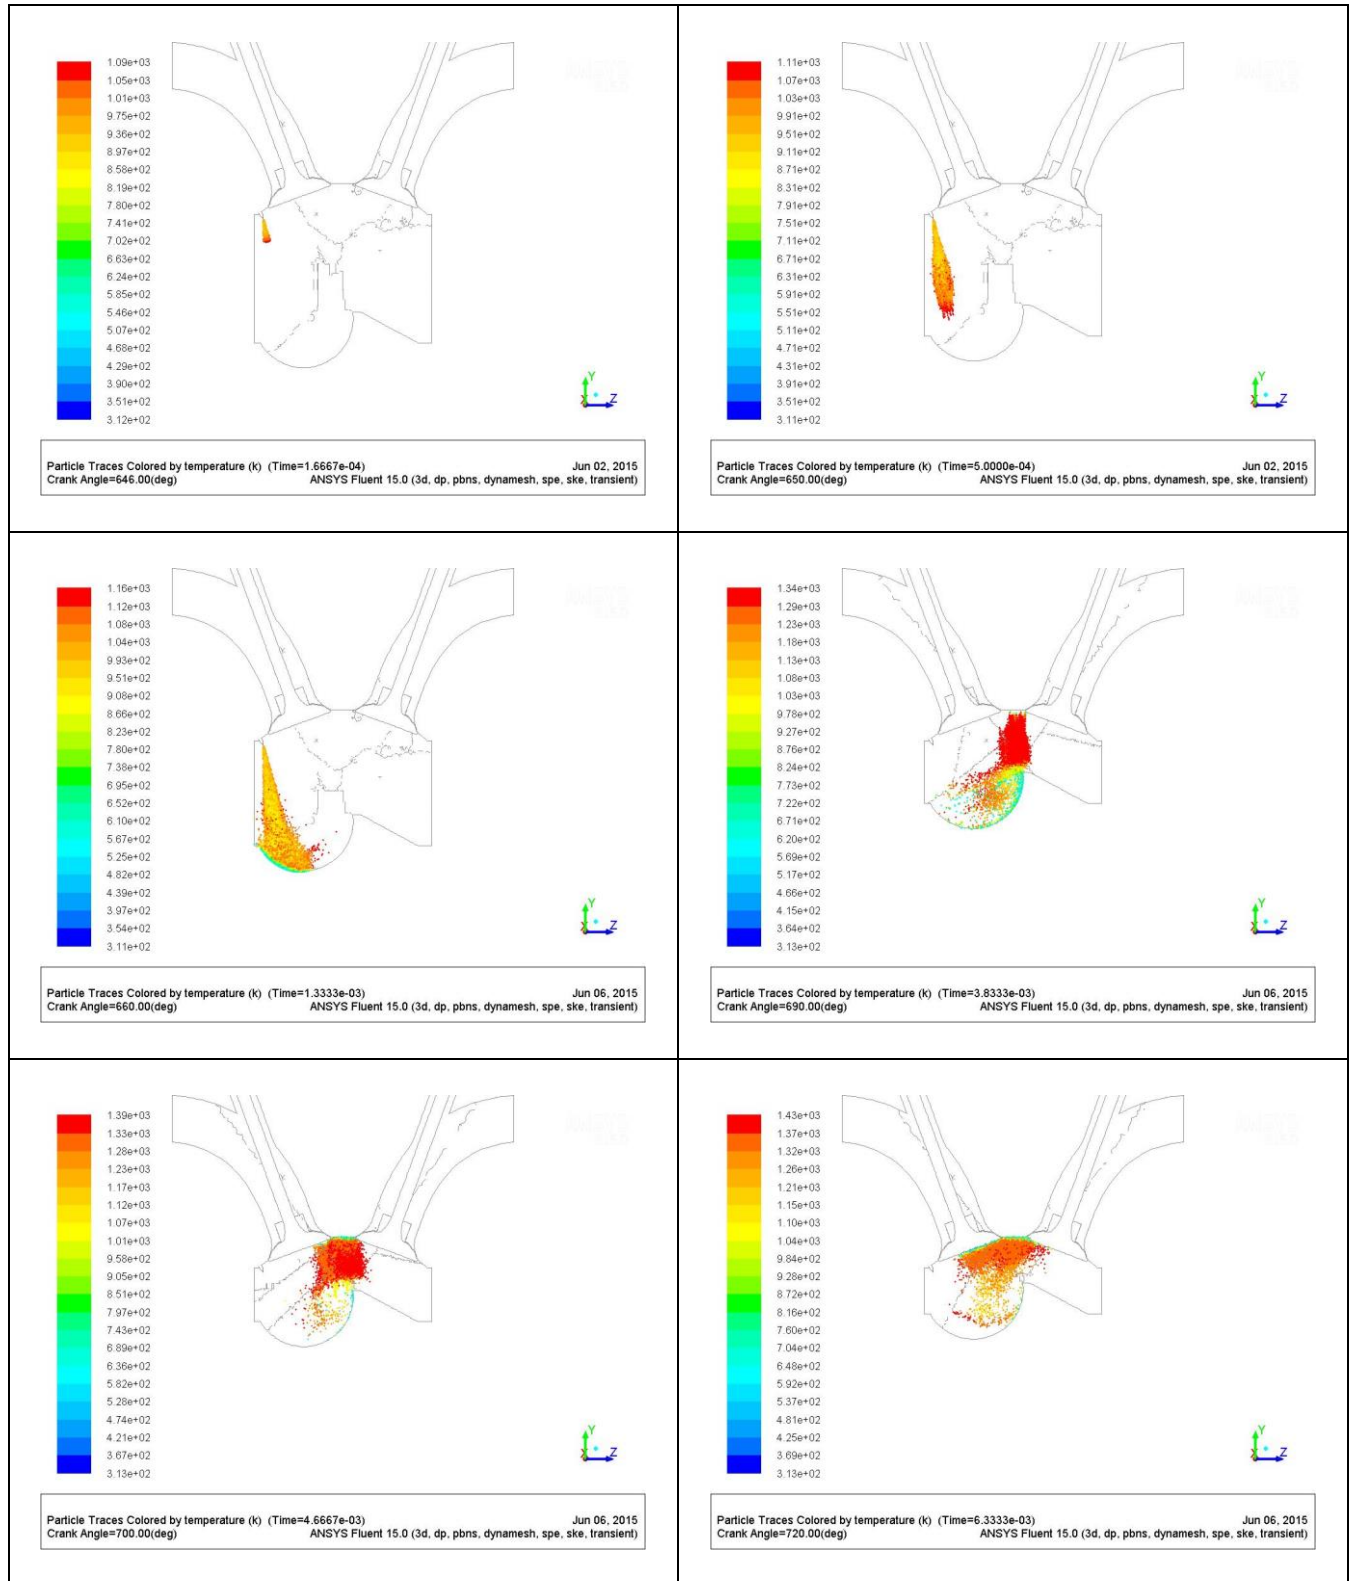 1.09e+03
1.05e+03
1.01e+03
9.75e+02
9.36e+02
8.97e+02
8.58e+02
8.19e+02
7.80e+02
7.41e+02
7.02e+02
6.63e+02
6.24e+02
5.85e+02
5.46e+02
5.07e+02
4.68e+02
4.29e+02
3.90e+02
3.51e+02
3.12e+02
Y
X Z
Particle Traces Colored by temperature (k) (Time=1.6667e-04) Jun 02, 2015
Crank Angle=646.00(deg) ANSYS Fluent 15.0 (3d, dp, pbns, dynamesh, spe, ske, transient)
1.11e+03
1.07e+03
1.03e+03
9.91e+02
9.51e+02
9.11e+02
8.71e+02
8.31e+02
7.91e+02
7.51e+02
7.11e+02
6.71e+02
6.31e+02
5.91e+02
5.51e+02
5.11e+02
4.71e+02
4.31e+02
3.91e+02
3.51e+02
3.11e+02
Y
X Z
Particle Traces Colored by temperature (k) (Time=5.0000e-04) Jun 02, 2015
Crank Angle=650.00(deg) ANSYS Fluent 15.0 (3d, dp, pbns, dynamesh, spe, ske, transient)
1.16e+03
1.12e+03
1.08e+03
1.04e+03
9.93e+02
9.51e+02
9.08e+02
8.66e+02
8.23e+02
7.80e+02
7.38e+02
6.95e+02
6.52e+02
6.10e+02
5.67e+02
5.25e+02
4.82e+02
4.39e+02
3.97e+02
3.54e+02
3.11e+02
Y
X Z
Particle Traces Colored by temperature (k) (Time=1.3333e-03) Jun 06, 2015
Crank Angle=660.00(deg) ANSYS Fluent 15.0 (3d, dp, pbns, dynamesh, spe, ske, transient)
1.34e+03
1.29e+03
1.23e+03
1.18e+03
1.13e+03
1.08e+03
1.03e+03
9.78e+02
9.27e+02
8.76e+02
8.24e+02
7.73e+02
7.22e+02
6.71e+02
6.20e+02
5.69e+02
5.17e+02
4.66e+02
4.15e+02
3.64e+02
3.13e+02
Y
X Z
Particle Traces Colored by temperature (k) (Time=3.8333e-03) Jun 06, 2015
Crank Angle=690.00(deg) ANSYS Fluent 15.0 (3d, dp, pbns, dynamesh, spe, ske, transient)
1.39e+03
1.33e+03
1.28e+03
1.23e+03
1.17e+03
1.12e+03
1.07e+03
1.01e+03
9.58e+02
9.05e+02
8.51e+02
7.97e+02
7.43e+02
6.89e+02
6.36e+02
5.82e+02
5.28e+02
4.74e+02
4.21e+02
3.67e+02
3.13e+02
Y
X Z
Particle Traces Colored by temperature (k) (Time=4.6667e-03) Jun 06, 2015
Crank Angle=700.00(deg) ANSYS Fluent 15.0 (3d, dp, pbns, dynamesh, spe, ske, transient)
1.43e+03
1.37e+03
1.32e+03
1.26e+03
1.21e+03
1.15e+03
1.10e+03
1.04e+03
9.84e+02
9.28e+02
8.72e+02
8.16e+02
7.60e+02
7.04e+02
6.48e+02
5.92e+02
5.37e+02
4.81e+02
4.25e+02
3.69e+02
3.13e+02
Y
X Z
Particle Traces Colored by temperature (k) (Time=6.3333e-03) Jun 06, 2015
Crank Angle=720.00(deg) ANSYS Fluent 15.0 (3d, dp, pbns, dynamesh, spe, ske, transient)